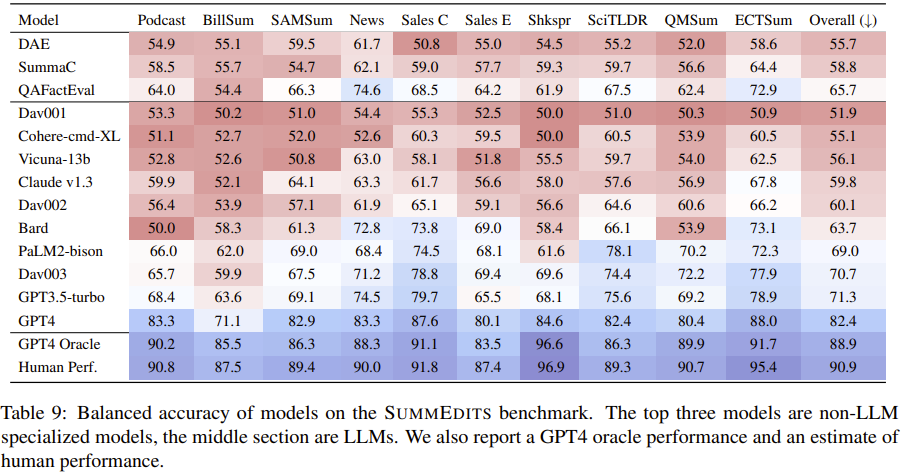 Model Podcast BillSum SAMSum News Sales C Sales E Shkspr SciTLDR QMSum ECTSum Overall (↓)
DAE 54.9 55.1 59.5 61.7 50.8 55.0 54.5 55.2 52.0 58.6 55.7
SummaC 58.5 55.7 54.7 62.1 59.0 57.7 59.3 59.7 56.6 64.4 58.8
QAFactEval 64.0 54.4 66.3 74.6 68.5 64.2 61.9 67.5 62.4 72.9 65.7
Dav001 53.3 50.2 51.0 54.4 55.3 52.5 50.0 51.0 50.3 50.9 51.9
Cohere-cmd-XL 51.1 52.7 52.0 52.6 60.3 59.5 50.0 60.5 53.9 60.5 55.1
Vicuna-13b 52.8 52.6 50.8 63.0 58.1 51.8 55.5 59.7 54.0 62.5 56.1
Claude v1.3 59.9 52.1 64.1 63.3 61.7 56.6 58.0 57.6 56.9 67.8 59.8
Dav002 56.4 53.9 57.1 61.9 65.1 59.1 56.6 64.6 60.6 66.2 60.1
Bard 50.0 58.3 61.3 72.8 73.8 69.0 58.4 66.1 53.9 73.1 63.7
PaLM2-bison 66.0 62.0 69.0 68.4 74.5 68.1 61.6 78.1 70.2 72.3 69.0
Dav003 65.7 59.9 67.5 71.2 78.8 69.4 69.6 74.4 72.2 77.9 70.7
GPT3.5-turbo 68.4 63.6 69.1 74.5 79.7 65.5 68.1 75.6 69.2 78.9 71.3
GPT4 83.3 71.1 82.9 83.3 87.6 80.1 84.6 82.4 80.4 88.0 82.4
GPT4 Oracle 90.2 85.5 86.3 88.3 91.1 83.5 96.6 86.3 89.9 91.7 88.9
Human Perf. 90.8 87.5 89.4 90.0 91.8 87.4 96.9 89.3 90.7 95.4 90.9
Table 9: Balanced accuracy of models on the SUMMEDITS benchmark. The top three models are non-LLM
specialized models, the middle section are LLMs. We also report a GPT4 oracle performance and an estimate of
human performance.